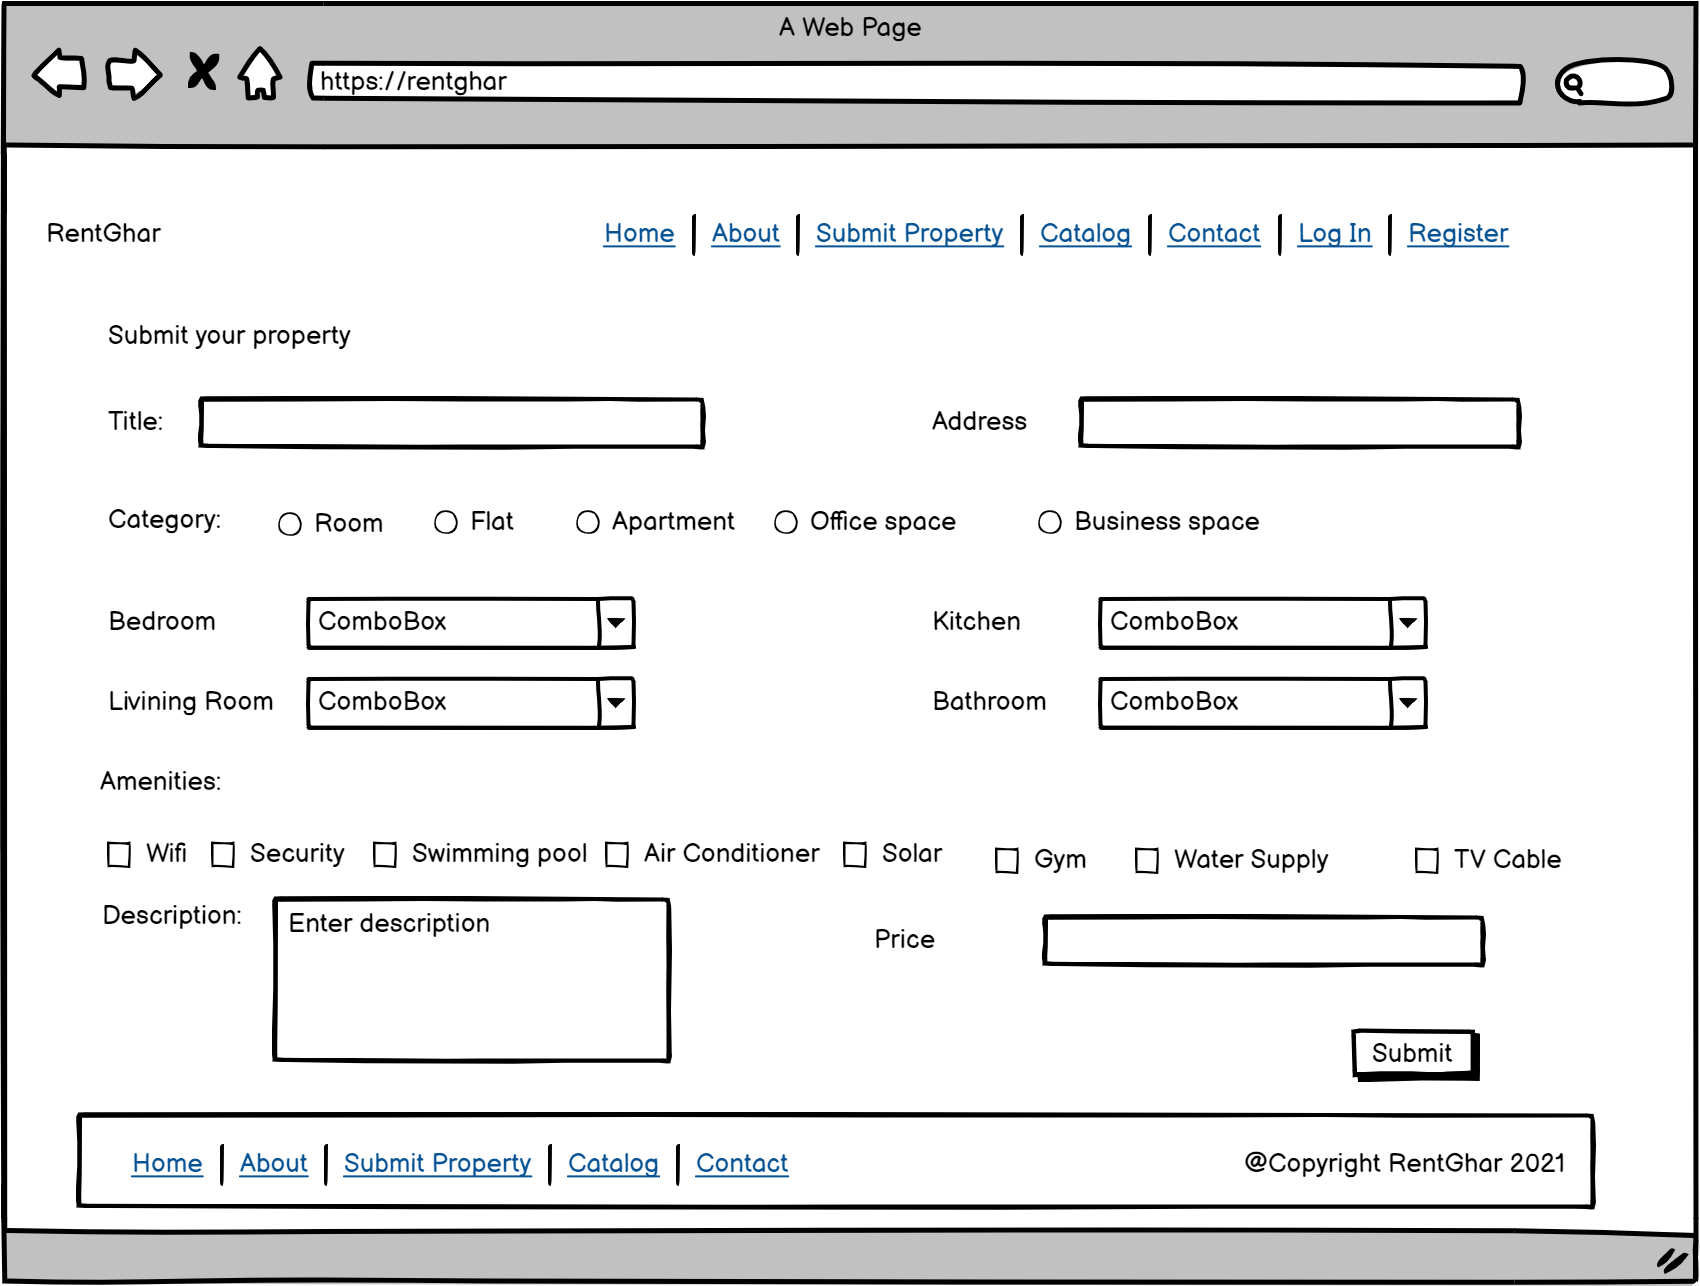 A Web Page
https://rentghar
RentGhar
Home About Submit Property Catalog Contact Log In Register
Submit your property
Title: Address
Category: Room Flat Apartment Office space Business space
Bedroom ComboBox Kitchen ComboBox
Livining Room ComboBox Bathroom ComboBox
Amenities:
Wifi Security Swimming pool Air Conditioner Solar Gym Water Supply TV Cable
Description: Enter description
Price
Submit
Home About Submit Property Catalog Contact @Copyright RentGhar 2021